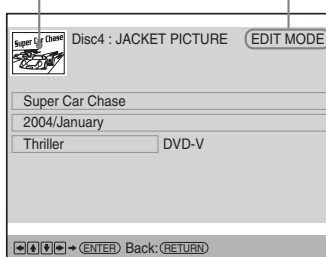 Super Car Chase
Disc4 : JACKET PICTURE
EDIT MODE
Super Car Chase
2004/January
Thriller
DVD-V
ENTER Back: RETURN